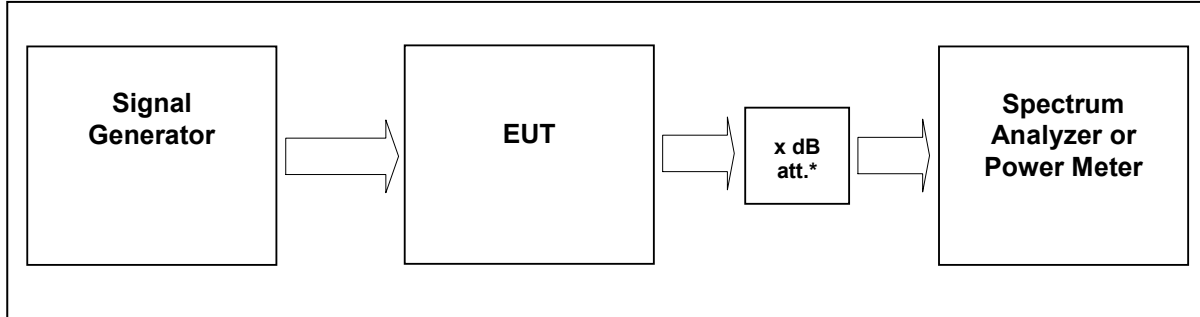 Signal
Generator
EUT
x dB
att.*
Spectrum
Analyzer or
Power Meter